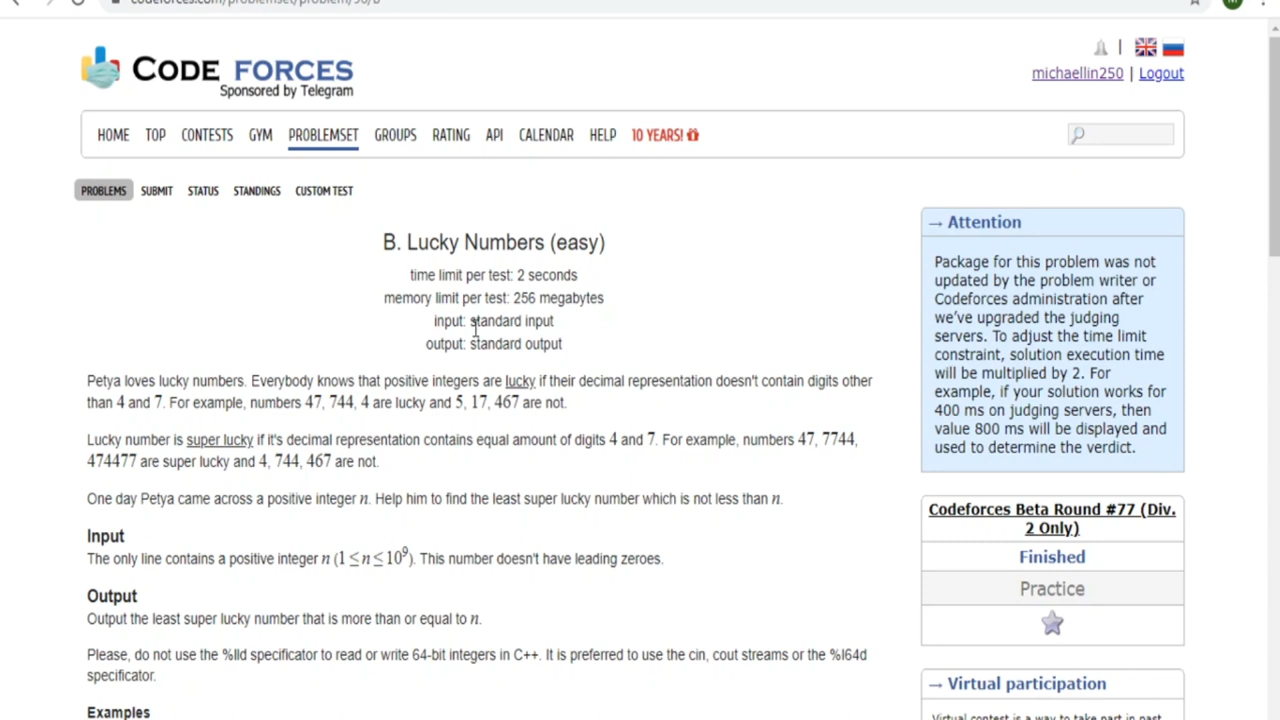 codeforces.com/problemset/problem/96/b
M
CODE FORCES
Sponsored by Telegram
michaellin250 | Logout
HOME TOP CONTESTS GYM PROBLEMSET GROUPS RATING API CALENDAR HELP 10 YEARS!
PROBLEMS SUBMIT STATUS STANDINGS CUSTOM TEST
B. Lucky Numbers (easy)
time limit per test: 2 seconds
memory limit per test: 256 megabytes
input: standard input
output: standard output
Petya loves lucky numbers. Everybody knows that positive integers are lucky if their decimal representation doesn't contain digits other
than 4 and 7. For example, numbers 47, 744, 4 are lucky and 5, 17, 467 are not.
Lucky number is super lucky if it's decimal representation contains equal amount of digits 4 and 7. For example, numbers 47, 7744,
474477 are super lucky and 4, 744, 467 are not.
One day Petya came across a positive integer n. Help him to find the least super lucky number which is not less than n.
Input
The only line contains a positive integer n (1 ≤ n ≤ 10⁹). This number doesn't have leading zeroes.
Output
Output the least super lucky number that is more than or equal to n.
Please, do not use the %lld specificator to read or write 64-bit integers in C++. It is preferred to use the cin, cout streams or the %I64d
specificator.
Examples
→ Attention
Package for this problem was not
updated by the problem writer or
Codeforces administration after
we've upgraded the judging
servers. To adjust the time limit
constraint, solution execution time
will be multiplied by 2. For
example, if your solution works for
400 ms on judging servers, then
value 800 ms will be displayed and
used to determine the verdict.
Codeforces Beta Round #77 (Div.
2 Only)
Finished
Practice
→ Virtual participation
Virtual contest is a way to take part in past